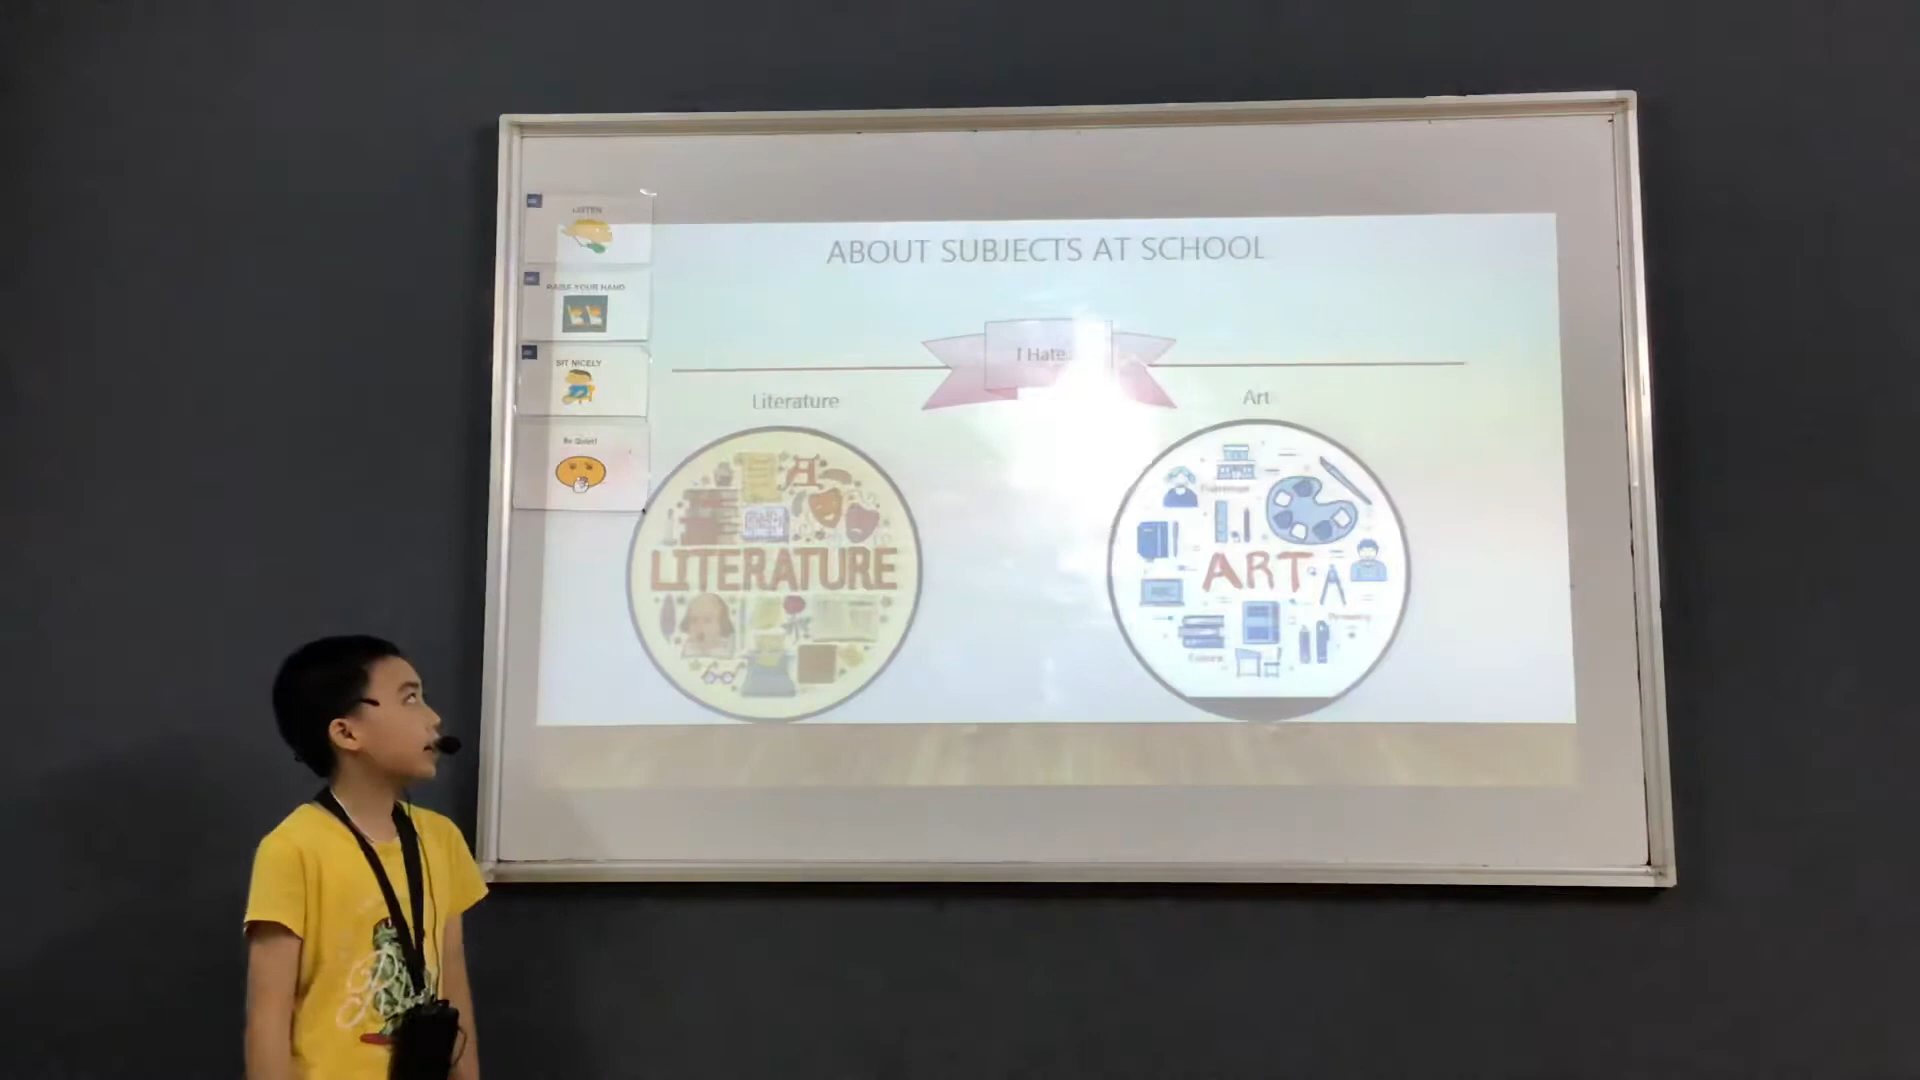 ABOUT SUBJECTS AT SCHOOL
I Hate
Literature
Art
LITERATURE
ART
LISTEN
RAISE YOUR HAND
SIT NICELY
Be Quiet!